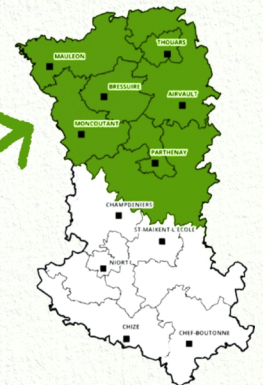 THOUARS
MAULEON
BRESSUIRE
AIRVAULT
MONCOUTANT
PARTHENAY
CHAMPDENIERS
ST-MAIXENT-L ECOLE
NIORT
CHIZE
CHEF-BOUTONNE